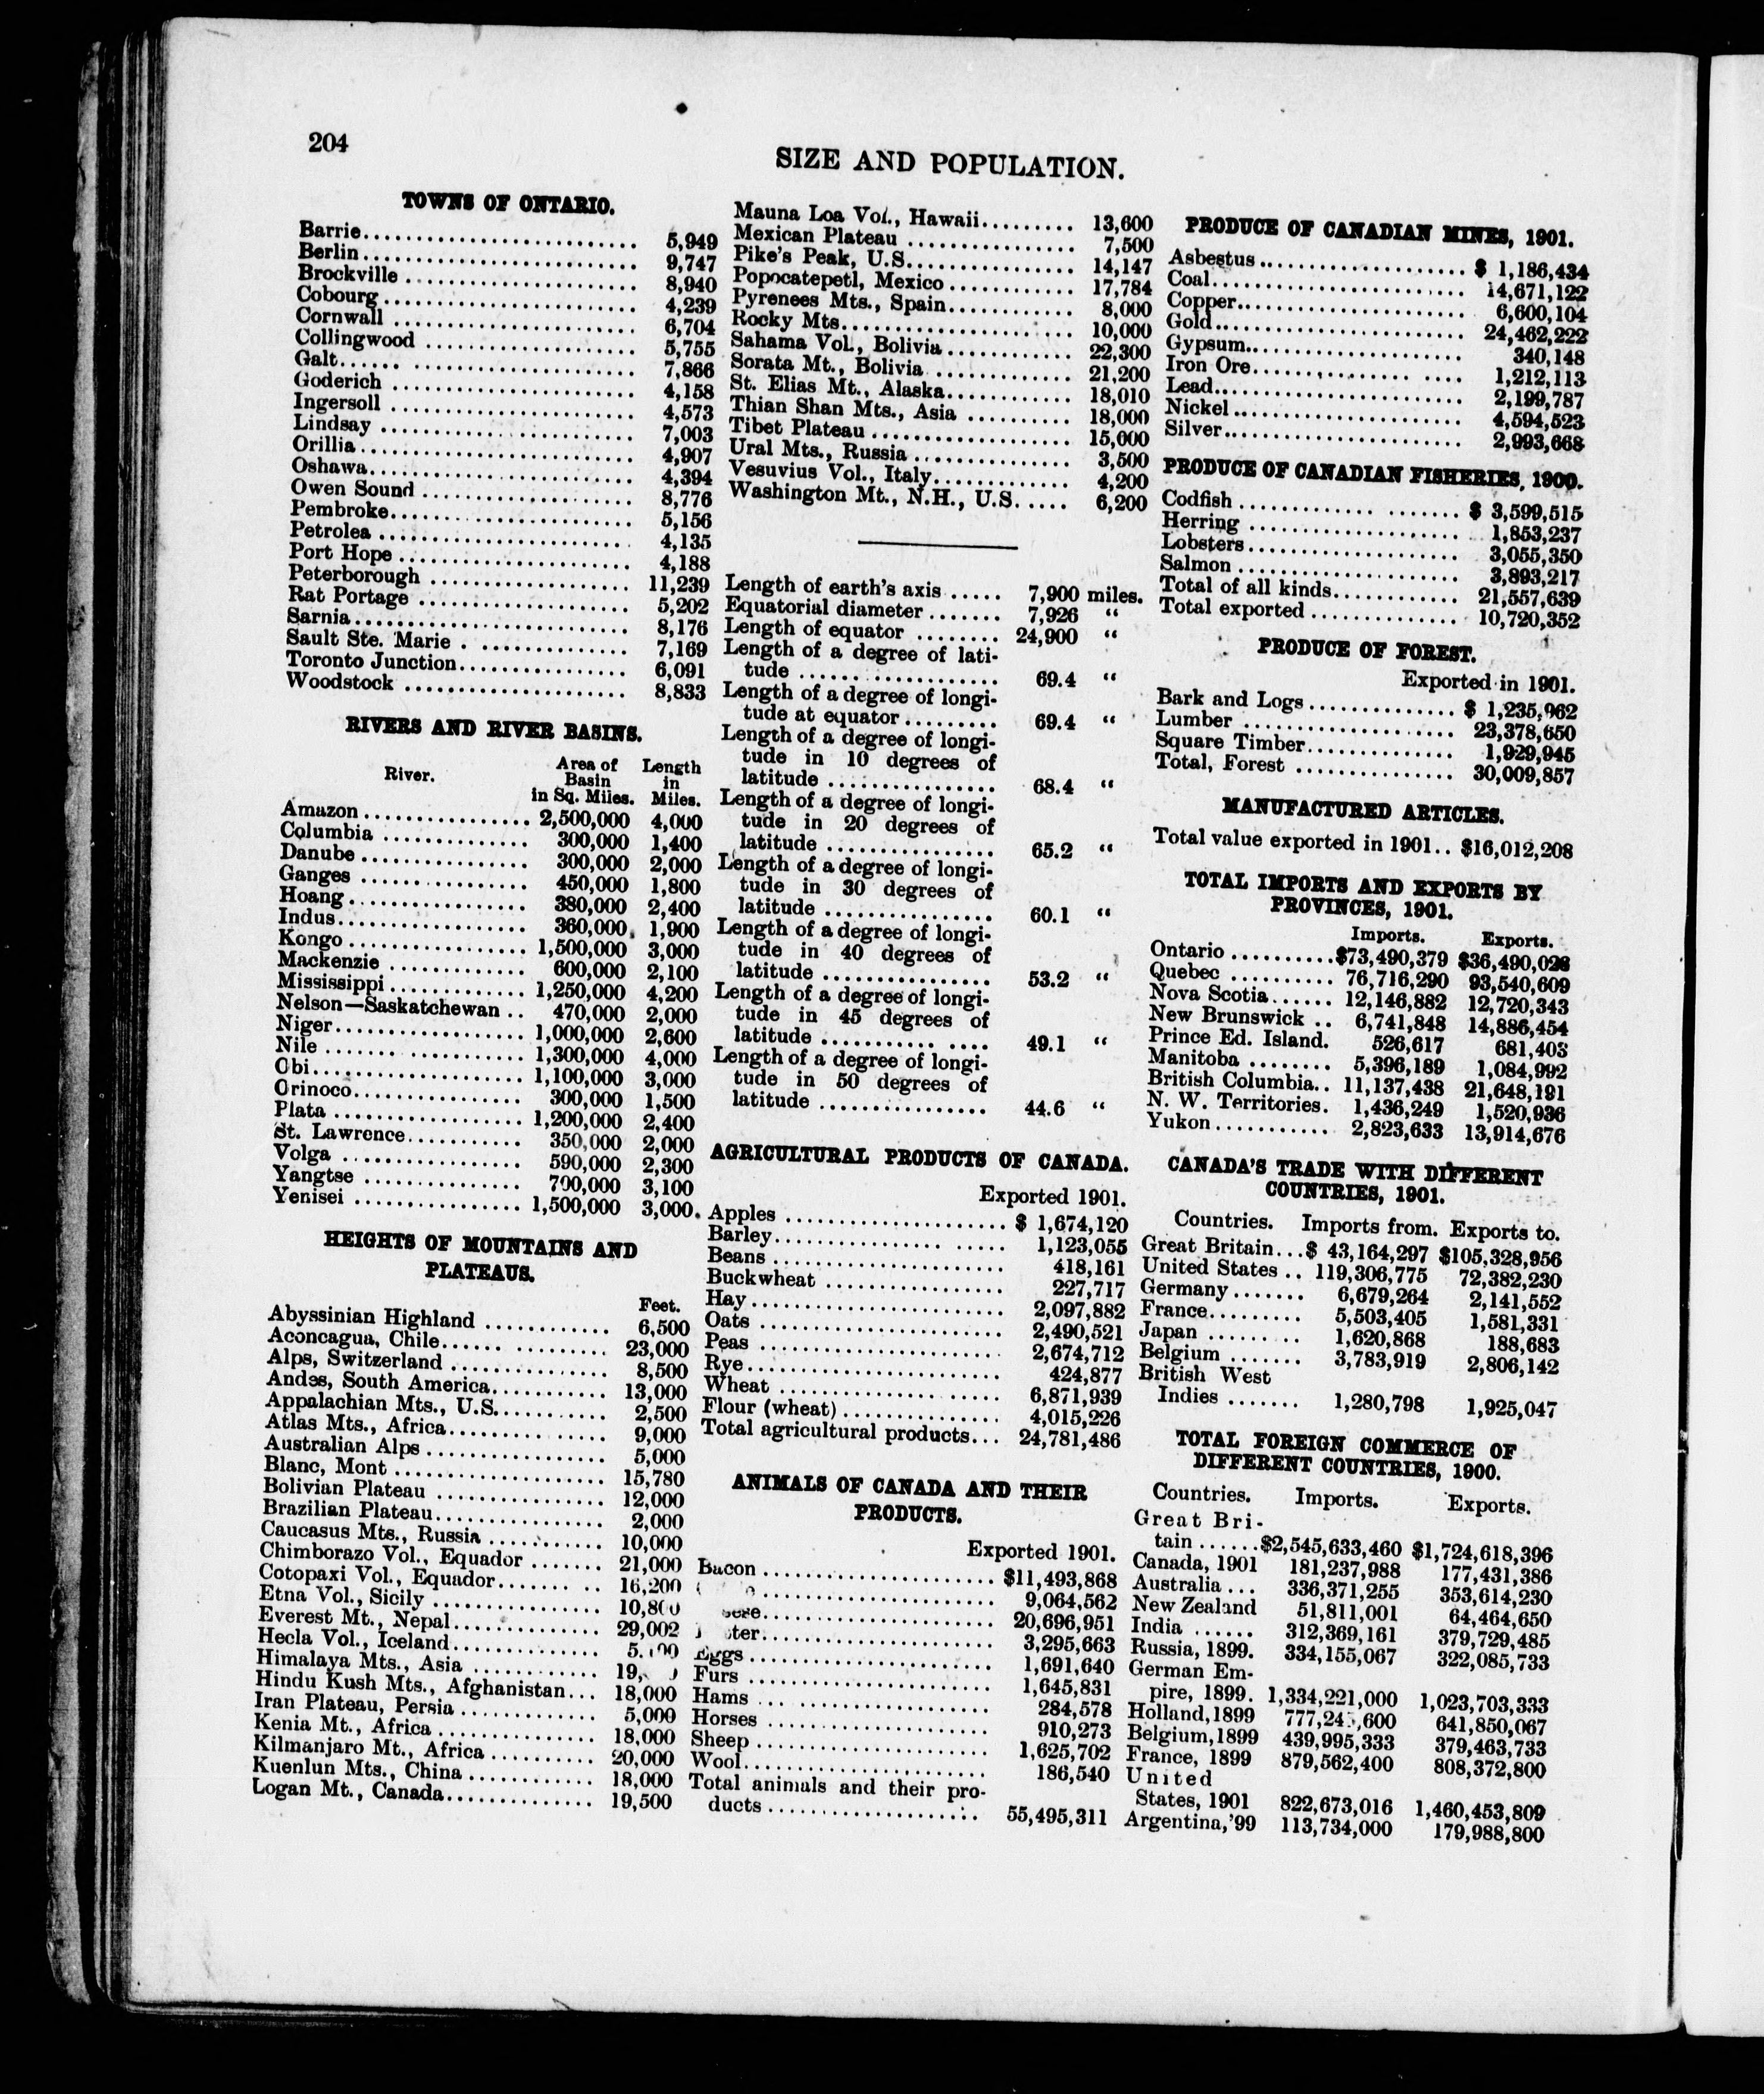 204
SIZE AND POPULATION.
TOWNS OF ONTARIO.
Barrie 5,949
Berlin 9,747
Brockville 8,940
Cobourg 4,239
Cornwall 6,704
Collingwood 5,755
Galt 7,866
Goderich 4,158
Ingersoll 4,573
Lindsay 7,003
Orillia 4,907
Oshawa 4,394
Owen Sound 8,776
Pembroke 5,156
Petrolea 4,135
Port Hope 4,188
Peterborough 11,239
Rat Portage 5,202
Sarnia 8,176
Sault Ste. Marie 7,169
Toronto Junction 6,091
Woodstock 8,833
RIVERS AND RIVER BASINS.
River. Area of Length
Basin in
in Sq. Miles. Miles.
Amazon 2,500,000 4,000
Columbia 300,000 1,400
Danube 300,000 2,000
Ganges 450,000 1,800
Hoang 380,000 2,400
Indus 360,000 1,900
Kongo 1,500,000 3,000
Mackenzie 600,000 2,100
Mississippi 1,250,000 4,200
Nelson—Saskatchewan 470,000 2,000
Niger 1,000,000 2,600
Nile 1,300,000 4,000
Obi 1,100,000 3,000
Orinoco 300,000 1,500
Plata 1,200,000 2,400
St. Lawrence 350,000 2,000
Volga 590,000 2,300
Yangtse 700,000 3,100
Yenisei 1,500,000 3,000
HEIGHTS OF MOUNTAINS AND
PLATEAUS.
Feet.
Abyssinian Highland 6,500
Aconcagua, Chile 23,000
Alps, Switzerland 8,500
Andes, South America 13,000
Appalachian Mts., U.S. 2,500
Atlas Mts., Africa 9,000
Australian Alps 5,000
Blanc, Mont 15,780
Bolivian Plateau 12,000
Brazilian Plateau 2,000
Caucasus Mts., Russia 10,000
Chimborazo Vol., Equador 21,000
Cotopaxi Vol., Equador 16,200
Etna Vol., Sicily 10,800
Everest Mt., Nepal 29,002
Hecla Vol., Iceland
Himalaya Mts., Asia
Hindu Kush Mts., Afghanistan 18,000
Iran Plateau, Persia 5,000
Kenia Mt., Africa 18,000
Kilmanjaro Mt., Africa 20,000
Kuenlun Mts., China 18,000
Logan Mt., Canada 19,500
Mauna Loa Vol., Hawaii 13,600
Mexican Plateau 7,500
Pike's Peak, U.S. 14,147
Popocatepetl, Mexico 17,784
Pyrenees Mts., Spain 8,000
Rocky Mts. 10,000
Sahama Vol., Bolivia 22,300
Sorata Mt., Bolivia 21,200
St. Elias Mt., Alaska 18,010
Thian Shan Mts., Asia 18,000
Tibet Plateau 15,000
Ural Mts., Russia 3,500
Vesuvius Vol., Italy 4,200
Washington Mt., N.H., U.S. 6,200
Length of earth's axis 7,900 miles.
Equatorial diameter 7,926 "
Length of equator 24,900 "
Length of a degree of lati-
tude 69.4 "
Length of a degree of longi-
tude at equator 69.4 "
Length of a degree of longi-
tude in 10 degrees of
latitude 68.4 "
Length of a degree of longi-
tude in 20 degrees of
latitude 65.2 "
Length of a degree of longi-
tude in 30 degrees of
latitude 60.1 "
Length of a degree of longi-
tude in 40 degrees of
latitude 53.2 "
Length of a degree of longi-
tude in 45 degrees of
latitude 49.1 "
Length of a degree of longi-
tude in 50 degrees of
latitude 44.6 "
AGRICULTURAL PRODUCTS OF CANADA.
Exported 1901.
Apples $ 1,674,120
Barley 1,123,055
Beans 418,161
Buckwheat 227,717
Hay 2,097,882
Oats 2,490,521
Peas 2,674,712
Rye 424,877
Wheat 6,871,939
Flour (wheat) 4,015,226
Total agricultural products 24,781,486
ANIMALS OF CANADA AND THEIR
PRODUCTS.
Exported 1901.
Bacon $11,493,868
9,064,562
20,696,951
3,295,663
Eggs 1,691,640
Furs 1,645,831
Hams 284,578
Horses 910,273
Sheep 1,625,702
Wool 186,540
Total animals and their pro-
ducts 55,495,311
PRODUCE OF CANADIAN MINES, 1901.
Asbestus $ 1,186,434
Coal 14,671,122
Copper 6,600,104
Gold 24,462,222
Gypsum 340,148
Iron Ore 1,212,113
Lead 2,199,787
Nickel 4,594,523
Silver 2,993,668
PRODUCE OF CANADIAN FISHERIES, 1900.
Codfish $ 3,599,515
Herring 1,853,237
Lobsters 3,055,350
Salmon 3,893,217
Total of all kinds 21,557,639
Total exported 10,720,352
PRODUCE OF FOREST.
Exported in 1901.
Bark and Logs $ 1,235,962
Lumber 23,378,650
Square Timber 1,929,945
Total, Forest 30,009,857
MANUFACTURED ARTICLES.
Total value exported in 1901.. $16,012,208
TOTAL IMPORTS AND EXPORTS BY
PROVINCES, 1901.
Imports. Exports.
Ontario $73,490,379 $36,490,028
Quebec 76,716,290 93,540,609
Nova Scotia 12,146,882 12,720,343
New Brunswick 6,741,848 14,886,454
Prince Ed. Island. 526,617 681,403
Manitoba 5,396,189 1,084,992
British Columbia 11,137,438 21,648,191
N. W. Territories. 1,436,249 1,520,936
Yukon 2,823,633 13,914,676
CANADA'S TRADE WITH DIFFERENT
COUNTRIES, 1901.
Countries. Imports from. Exports to.
Great Britain $ 43,164,297 $105,328,956
United States 119,306,775 72,382,230
Germany 6,679,264 2,141,552
France 5,503,405 1,581,331
Japan 1,620,868 188,683
Belgium 3,783,919 2,806,142
British West
Indies 1,280,798 1,925,047
TOTAL FOREIGN COMMERCE OF
DIFFERENT COUNTRIES, 1900.
Countries. Imports. Exports.
Great Bri-
tain $2,545,633,460 $1,724,618,396
Canada, 1901 181,237,988 177,431,386
Australia 336,371,255 353,614,230
New Zealand 51,811,001 64,464,650
India 312,369,161 379,729,485
Russia, 1899. 334,155,067 322,085,733
German Em-
pire, 1899. 1,334,221,000 1,023,703,333
Holland, 1899 641,850,067
Belgium, 1899 439,995,333 379,463,733
France, 1899 879,562,400 808,372,800
United
States, 1901 822,673,016 1,460,453,809
Argentina, '99 113,734,000 179,988,800